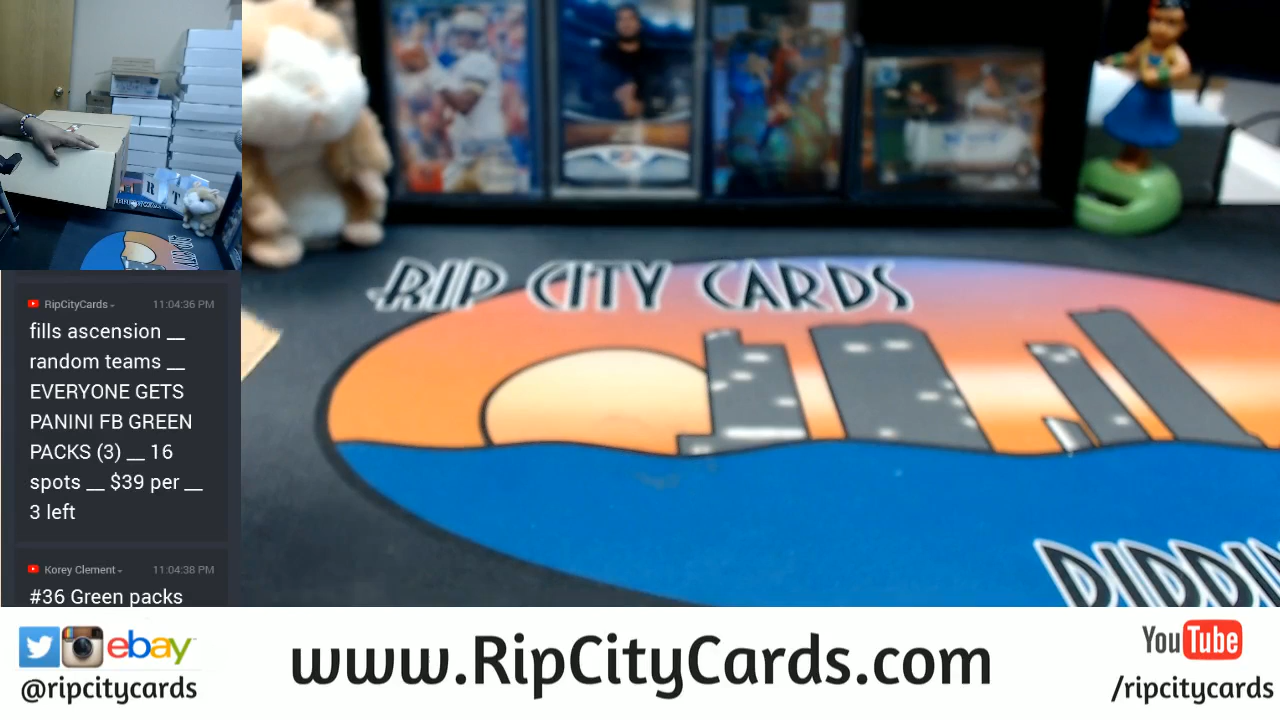 RIP CITY CARDS
RipCityCards
11:04:36 PM
fills ascension __
random teams __
EVERYONE GETS
PANINI FB GREEN
PACKS (3) __ 16
spots __ $39 per __
3 left
Korey Clement
11:04:38 PM
#36 Green packs
ebay
@ripcitycards
www.RipCityCards.com
YouTube
/ripcitycards